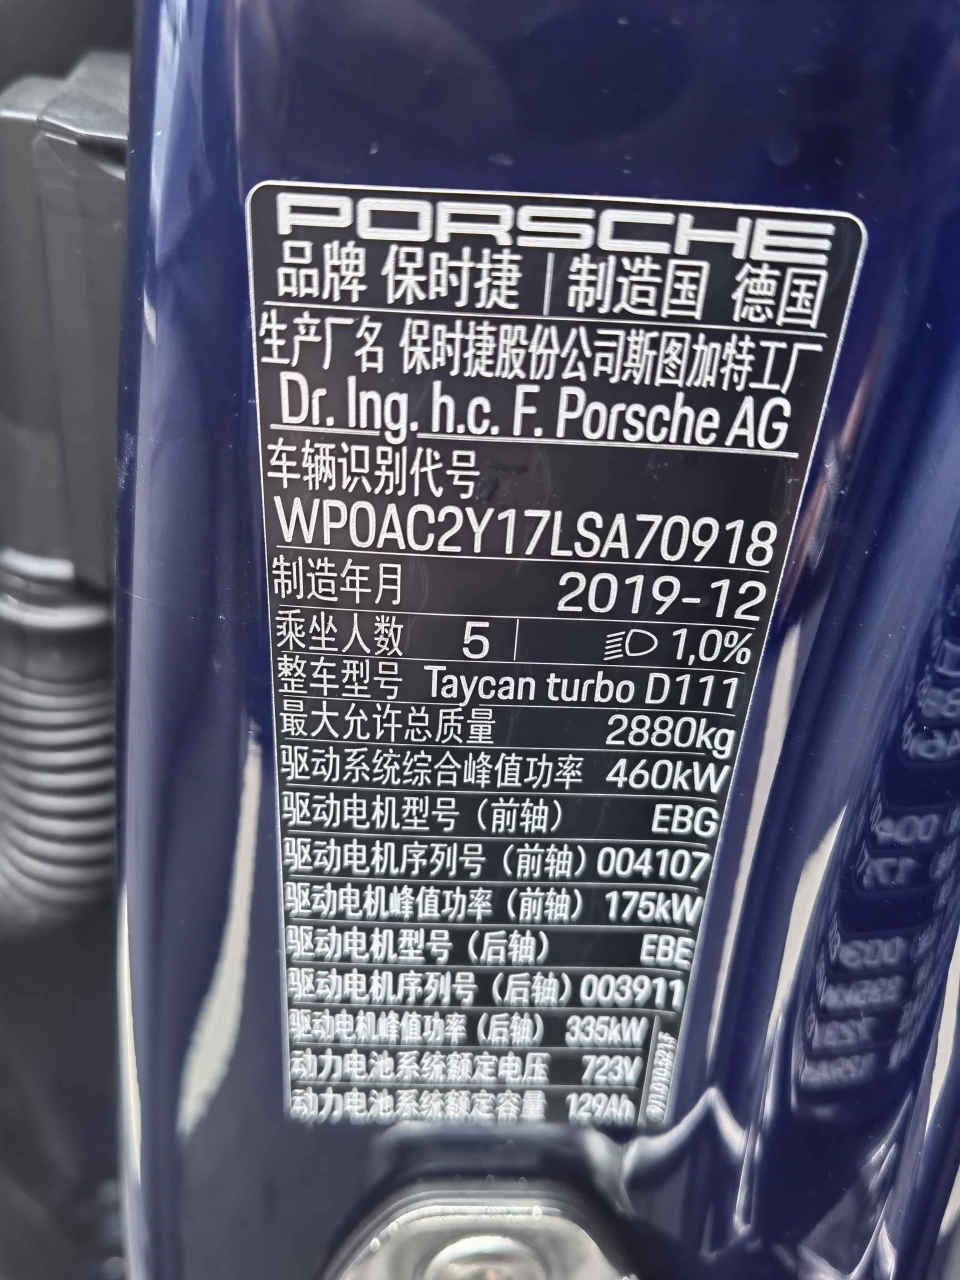 PORSCHE
品牌 保时捷 制造国 德国
生产厂名 保时捷股份公司斯图加特工厂
Dr. Ing. h.c. F. Porsche AG
车辆识别代号
WP0AC2Y17LSA70918
制造年月 2019-12
乘坐人数 5 1,0%
整车型号 Taycan turbo D111
最大允许总质量 2880kg
驱动系统综合峰值功率 460kW
驱动电机型号（前轴） EBG
驱动电机序列号（前轴） 004107
驱动电机峰值功率（前轴） 175kW
驱动电机型号（后轴） EBE
驱动电机序列号（后轴） 003911
驱动电机峰值功率（后轴） 335kW
动力电池系统额定电压 723V
动力电池系统额定容量 129Ah